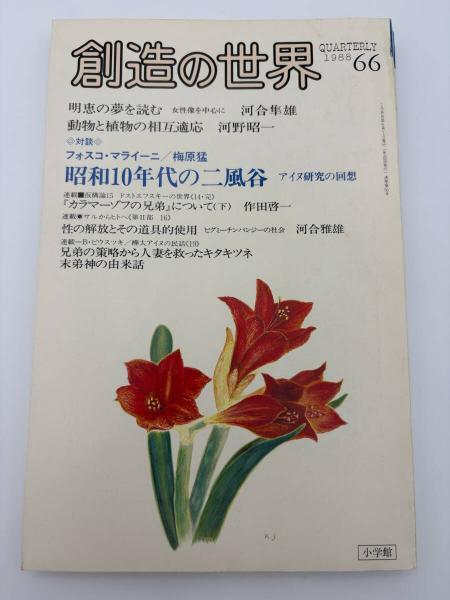 創造の世界
QUARTERLY
1988 66
明恵の夢を読む 女性像を中心に 河合隼雄
動物と植物の相互適応 河野昭一
◇対談◇
フォスコ・マライーニ/梅原猛
昭和10年代の二風谷 アイヌ研究の回想
連載■仮構論15 ドストエフスキーの世界(14・完)
『カラマーゾフの兄弟』について(下) 作田啓一
連載●サルからヒトへ《第II部 16》
性の解放とその道具的使用 ピグミーチンパンジーの社会 河合雅雄
連載―B・ピウスツキ/樺太アイヌの民話(19)
兄弟の策略から人妻を救ったキタキツネ
末弟神の由来話
小学館